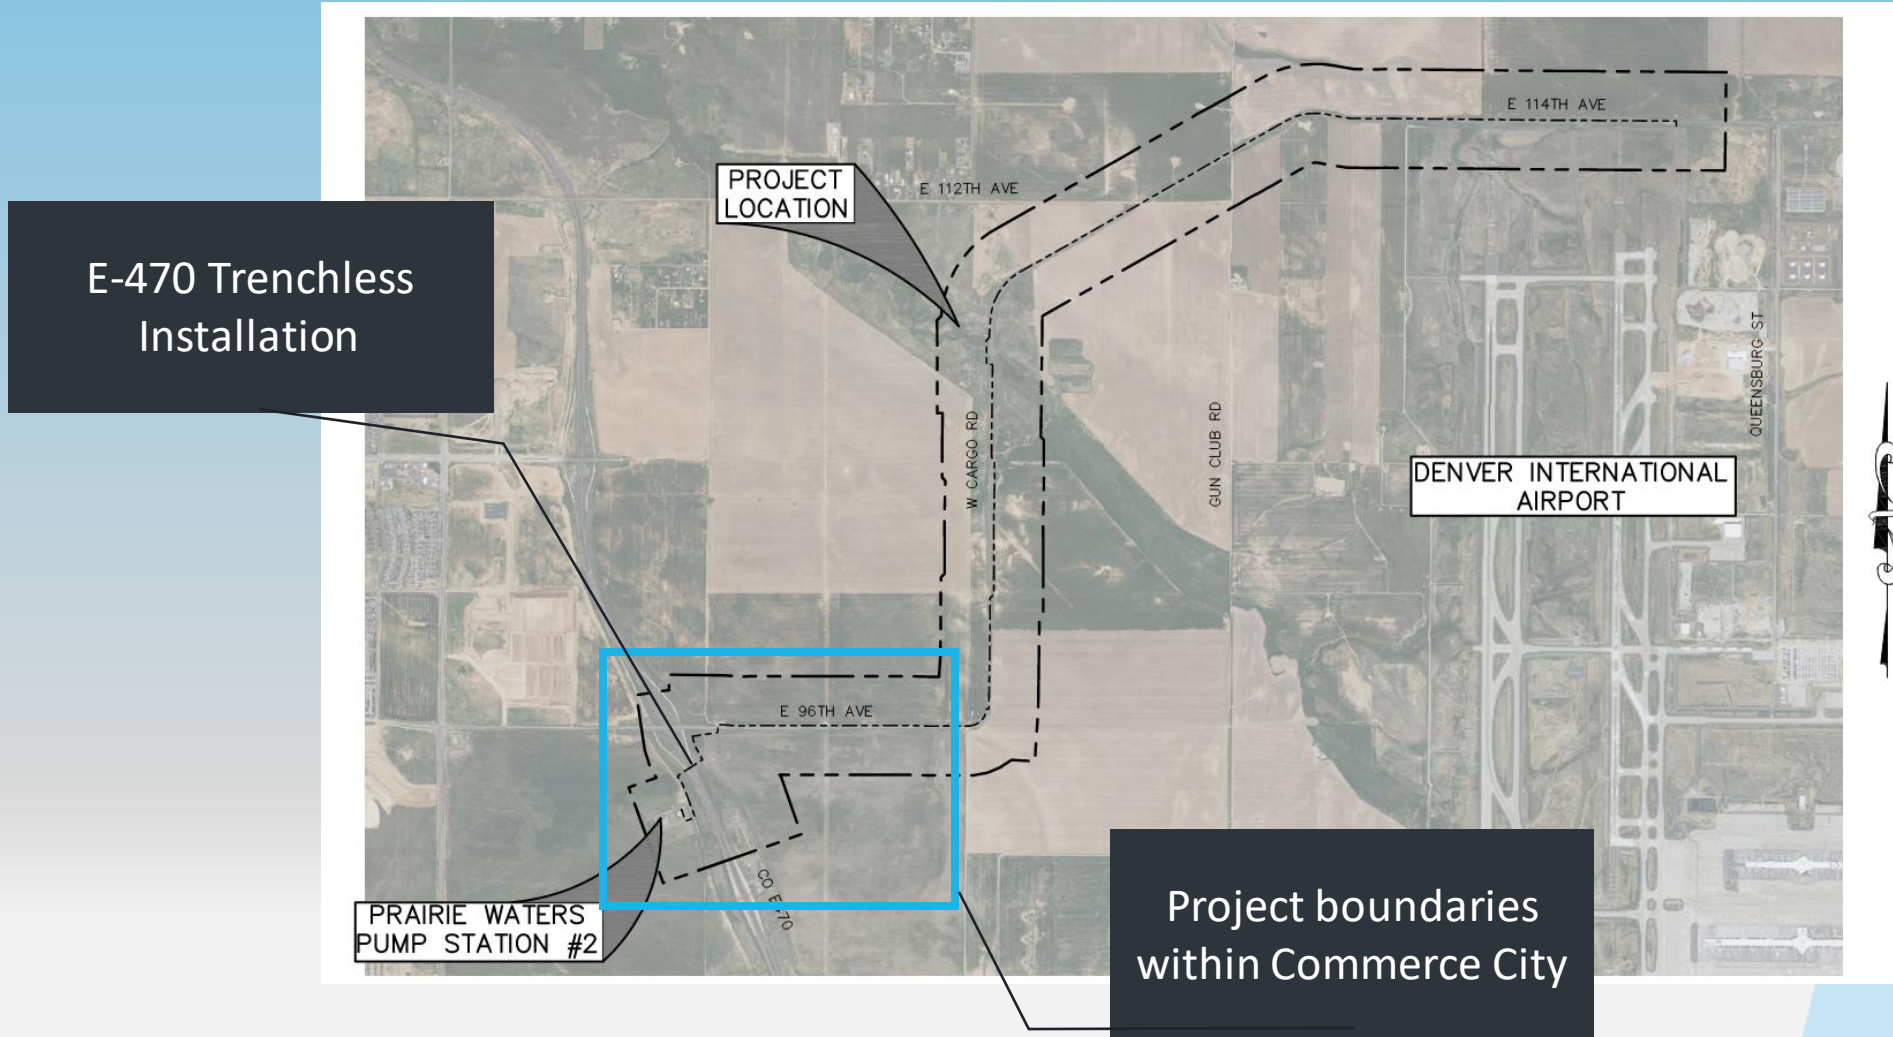 E 114TH AVE
PROJECT
LOCATION
E 112TH AVE
E-470 Trenchless
Installation
QUEENSBURG ST
W CARGO RD
GUN CLUB RD
DENVER INTERNATIONAL
AIRPORT
E 96TH AVE
CO E-470
PRAIRIE WATERS
PUMP STATION #2
Project boundaries
within Commerce City